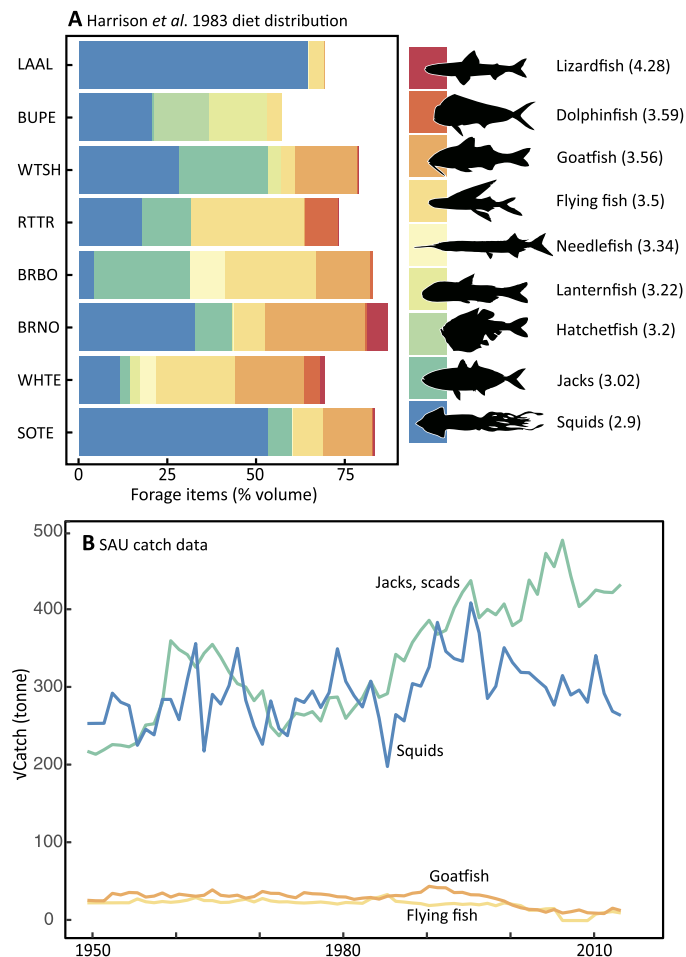 A Harrison et al. 1983 diet distribution
LAAL
BUPE
WTSH
RTTR
BRBO
BRNO
WHTE
SOTE
0 25 50 75
Forage items (% volume)
Lizardfish (4.28)
Dolphinfish (3.59)
Goatfish (3.56)
Flying fish (3.5)
Needlefish (3.34)
Lanternfish (3.22)
Hatchetfish (3.2)
Jacks (3.02)
Squids (2.9)
B SAU catch data
500
400
300
200
100
0
√Catch (tonne)
Jacks, scads
Squids
Goatfish
Flying fish
1950 1980 2010